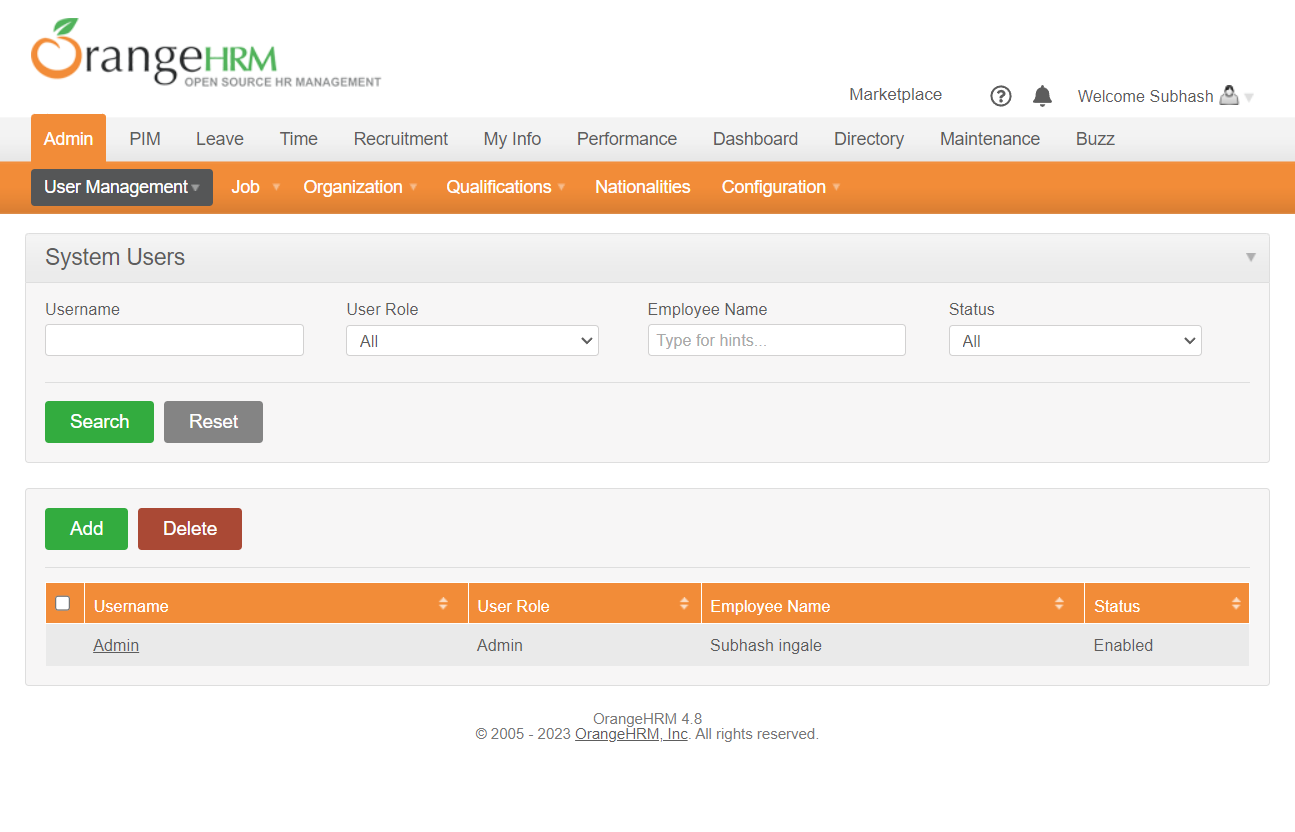 OrangeHRM
OPEN SOURCE HR MANAGEMENT
Marketplace ? Welcome Subhash
Admin PIM Leave Time Recruitment My Info Performance Dashboard Directory Maintenance Buzz
User Management Job Organization Qualifications Nationalities Configuration
System Users
Username User Role Employee Name Status
All Type for hints... All
Search Reset
Add Delete
Username User Role Employee Name Status
Admin Admin Subhash ingale Enabled
OrangeHRM 4.8
© 2005 - 2023 OrangeHRM, Inc. All rights reserved.